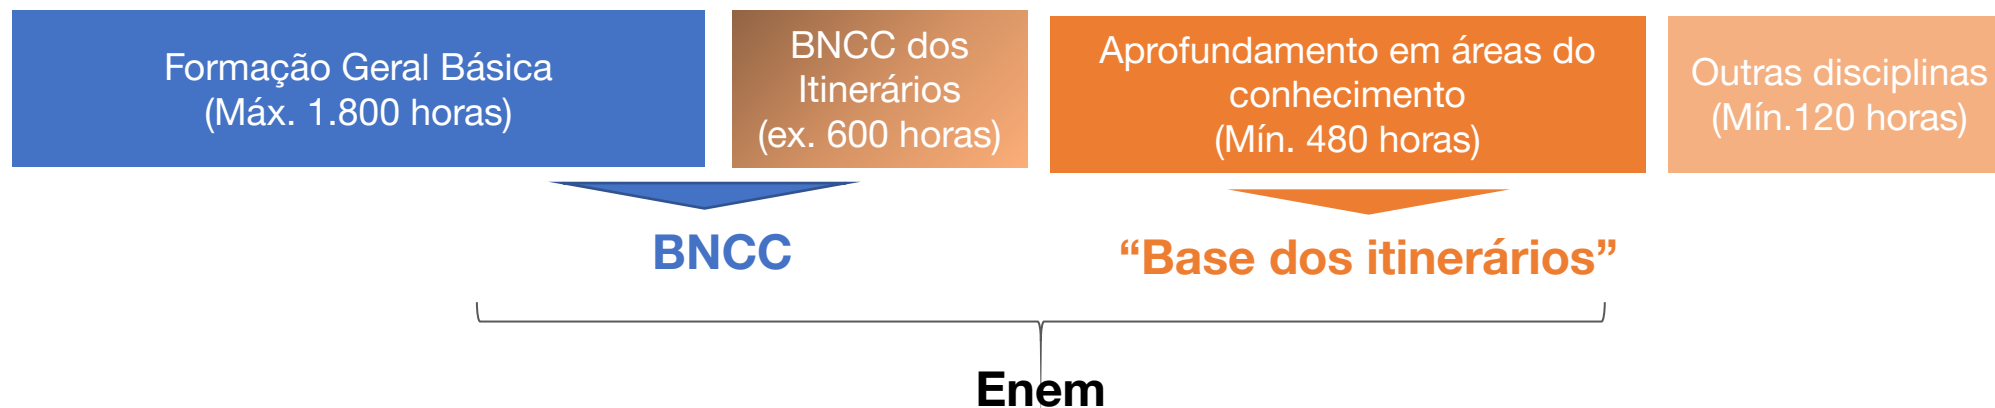 Formação Geral Básica
(Máx. 1.800 horas)
BNCC dos
Itinerários
(ex. 600 horas)
Aprofundamento em áreas do
conhecimento
(Mín. 480 horas)
Outras disciplinas
(Mín.120 horas)
BNCC
“Base dos itinerários”
Enem